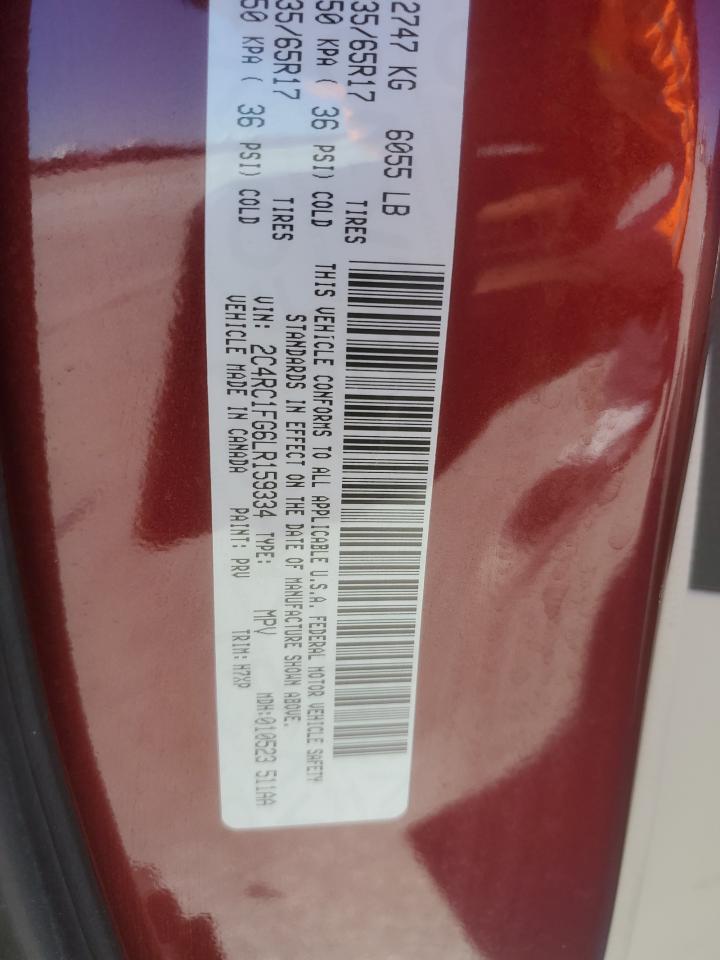 2747 KG 6055 LB
35/65R17 TIRES
50 KPA ( 36 PSI) COLD
35/65R17 TIRES
50 KPA ( 36 PSI) COLD
THIS VEHICLE CONFORMS TO ALL APPLICABLE U.S.A. FEDERAL MOTOR VEHICLE SAFETY
STANDARDS IN EFFECT ON THE DATE OF MANUFACTURE SHOWN ABOVE.
VIN: 2C4RC1FG6LR159334 TYPE: MPV MDH:010523 511AA
VEHICLE MADE IN CANADA PAINT: PRV TRIM: H7XP